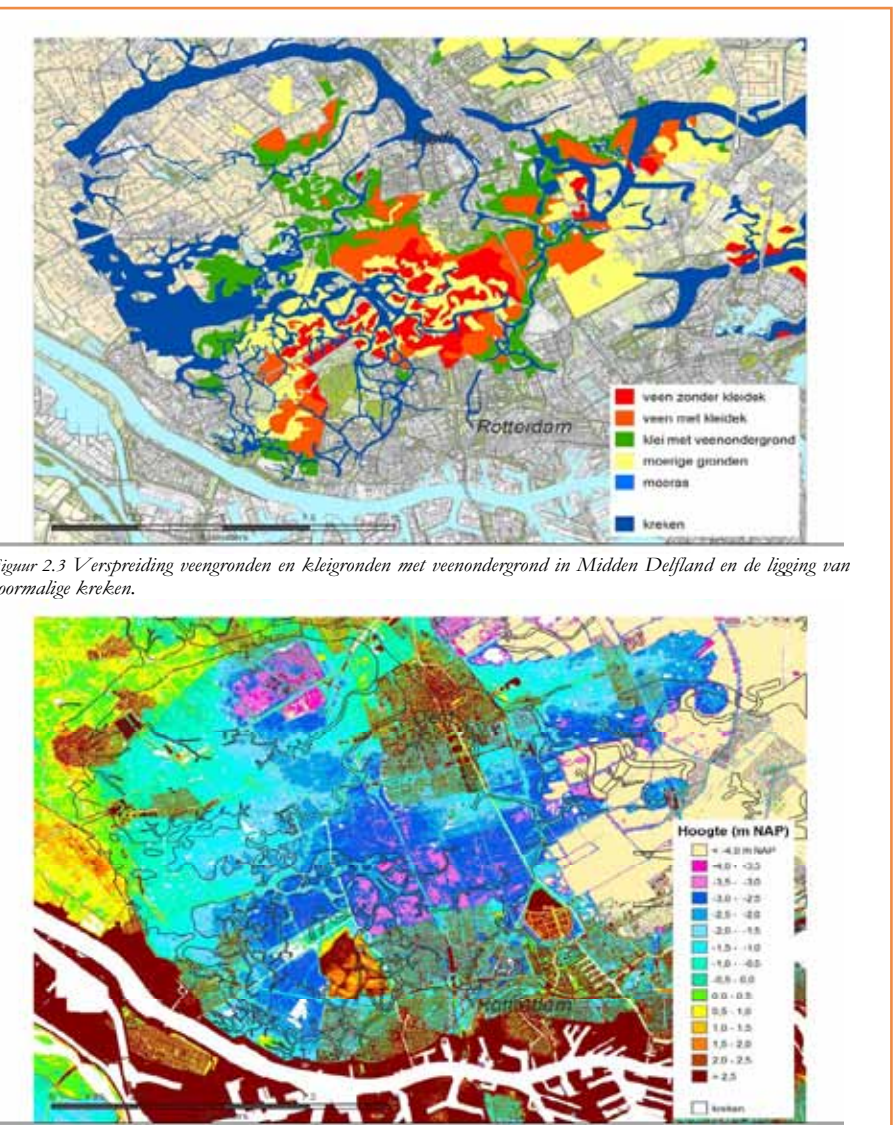 Rotterdam
veen zonder kleidek
veen met kleidek
klei met veenondergrond
moerige gronden
moeras
kreken
iguur 2.3 Verspreiding veengronden en kleigronden met veenondergrond in Midden Delfland en de ligging van
oormalige kreken.
Rotterdam
Hoogte (m NAP)
< -4,0 m NAP
-4,0 - -3,5
-3,5 - -3,0
-3,0 - -2,5
-2,5 - -2,0
-2,0 - -1,5
-1,5 - -1,0
-1,0 - -0,5
-0,5 - 0,0
0,0 - 0,5
0,5 - 1,0
1,0 - 1,5
1,5 - 2,0
2,0 - 2,5
> 2,5
kreken